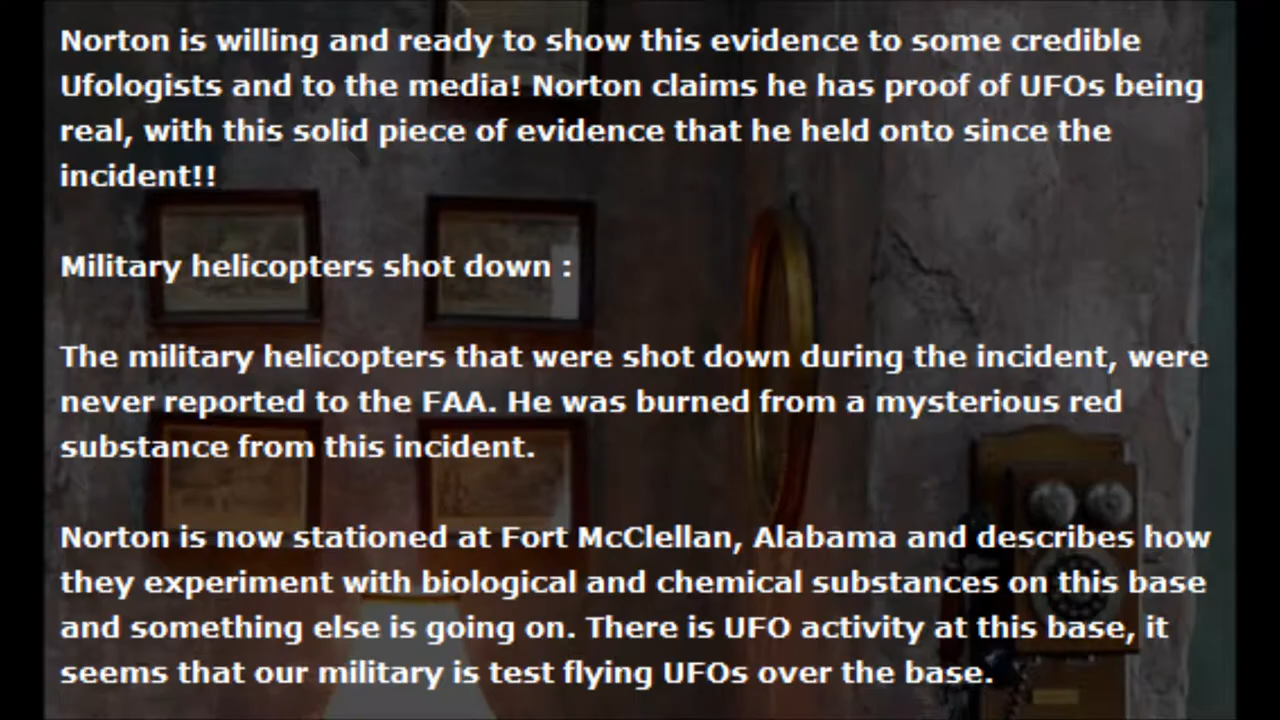 Norton is willing and ready to show this evidence to some credible
Ufologists and to the media! Norton claims he has proof of UFOs being
real, with this solid piece of evidence that he held onto since the
incident!!
Military helicopters shot down :
The military helicopters that were shot down during the incident, were
never reported to the FAA. He was burned from a mysterious red
substance from this incident.
Norton is now stationed at Fort McClellan, Alabama and describes how
they experiment with biological and chemical substances on this base
and something else is going on. There is UFO activity at this base, it
seems that our military is test flying UFOs over the base.